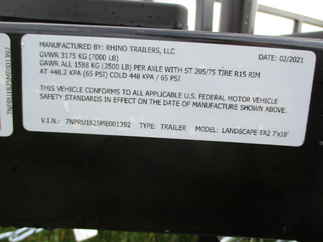 MANUFACTURED BY: RHINO TRAILERS, LLC
DATE: 02/2021
GVWR 3175 KG (7000 LB)
GAWR ALL 1588 KG (3500 LB) PER AXLE WITH ST 205/75 TIRE R15 RIM
AT 448.2 KPA (65 PSI) COLD 448 KPA / 65 PSI
THIS VEHICLE CONFORMS TO ALL APPLICABLE U.S. FEDERAL MOTOR VEHICLE
SAFETY STANDARDS IN EFFECT ON THE DATE OF MANUFACTURE SHOWN ABOVE.
V.I.N.: TYPE: TRAILER MODEL: LANDSCAPE